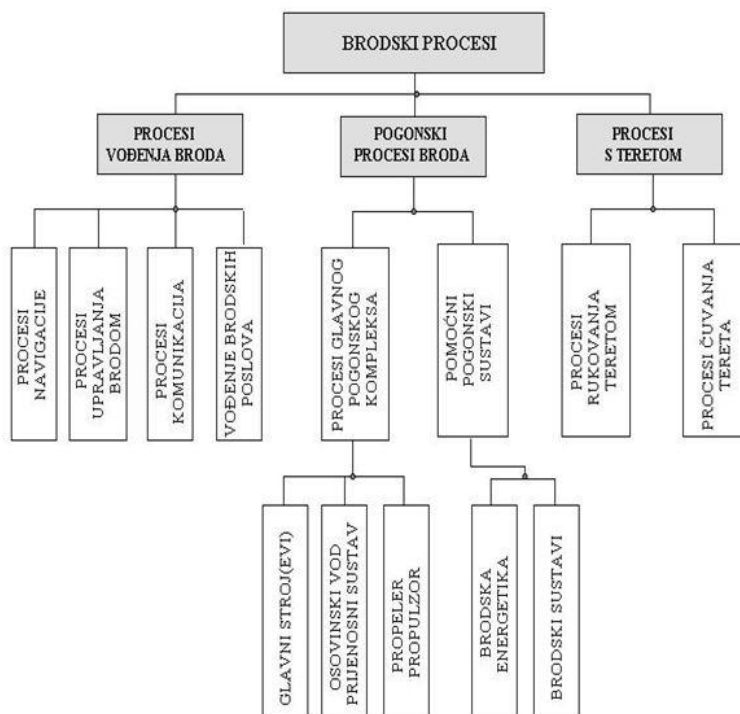 BRODSKI PROCESI
PROCESI
VOĐENJA BRODA
POGONSKI
PROCESI BRODA
PROCESI
S TERETOM
PROCESI
NAVIGACIJE
PROCESI
UPRAVLJANJA
BRODOM
PROCESI
KOMUNIKACIJA
VOĐENJE BRODSKIH
POSLOVA
PROCESI GLAVNOG
POGONSKOG
KOMPLEKSA
POMOĆNI
POGONSKI
SUSTAVI
PROCESI
RUKOVANJA
TERETOM
PROCESI ČUVANJA
TERETA
GLAVNI STROJ(EVI)
OSOVINSKI VOD
PRIJENOSNI SUSTAV
PROPELER
PROPULZOR
BRODSKA
ENERGETIKA
BRODSKI SUSTAVI